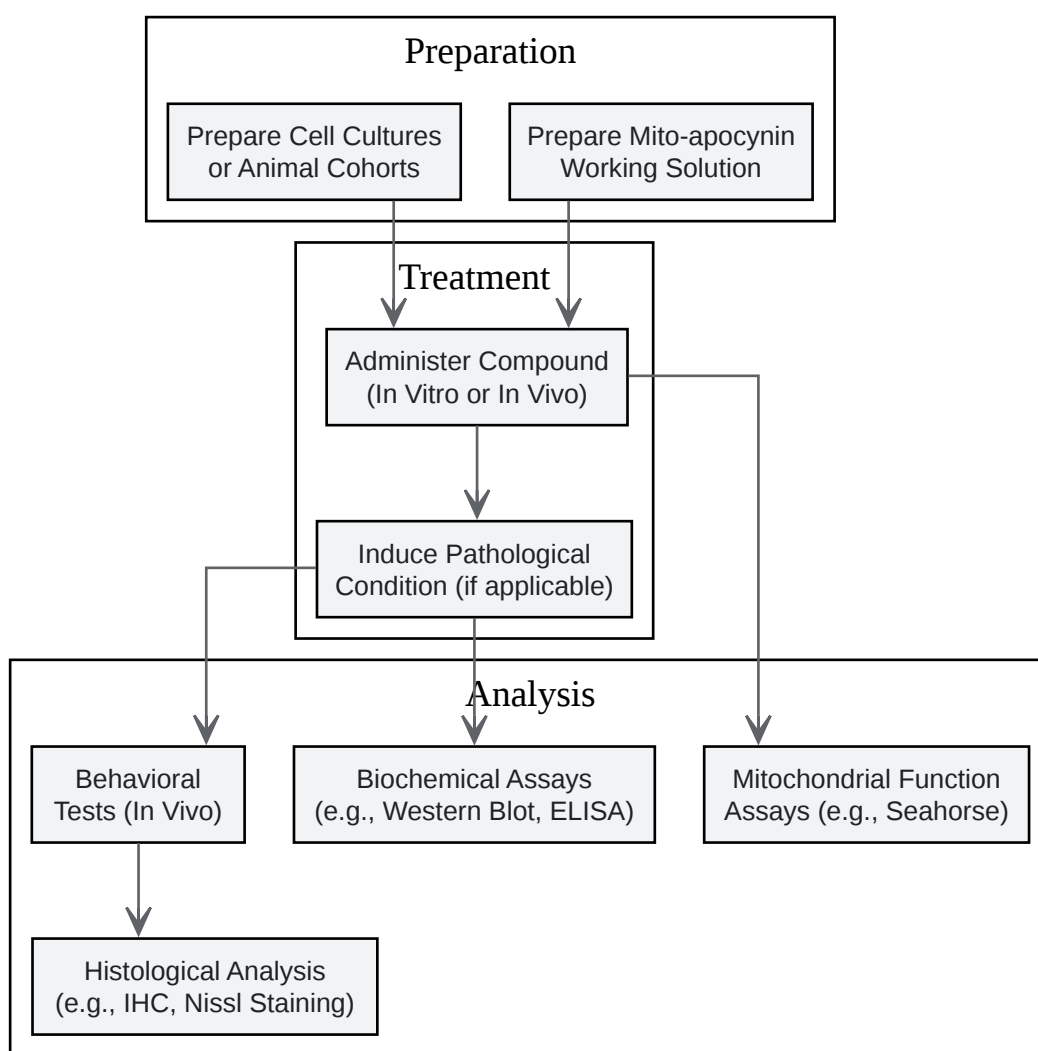 Preparation
Prepare Cell Cultures
or Animal Cohorts
Prepare Mito-apocynin
Working Solution
Treatment
Administer Compound
(In Vitro or In Vivo)
Induce Pathological
Condition (if applicable)
Analysis
Behavioral
Tests (In Vivo)
Biochemical Assays
(e.g., Western Blot, ELISA)
Mitochondrial Function
Assays (e.g., Seahorse)
Histological Analysis
(e.g., IHC, Nissl Staining)